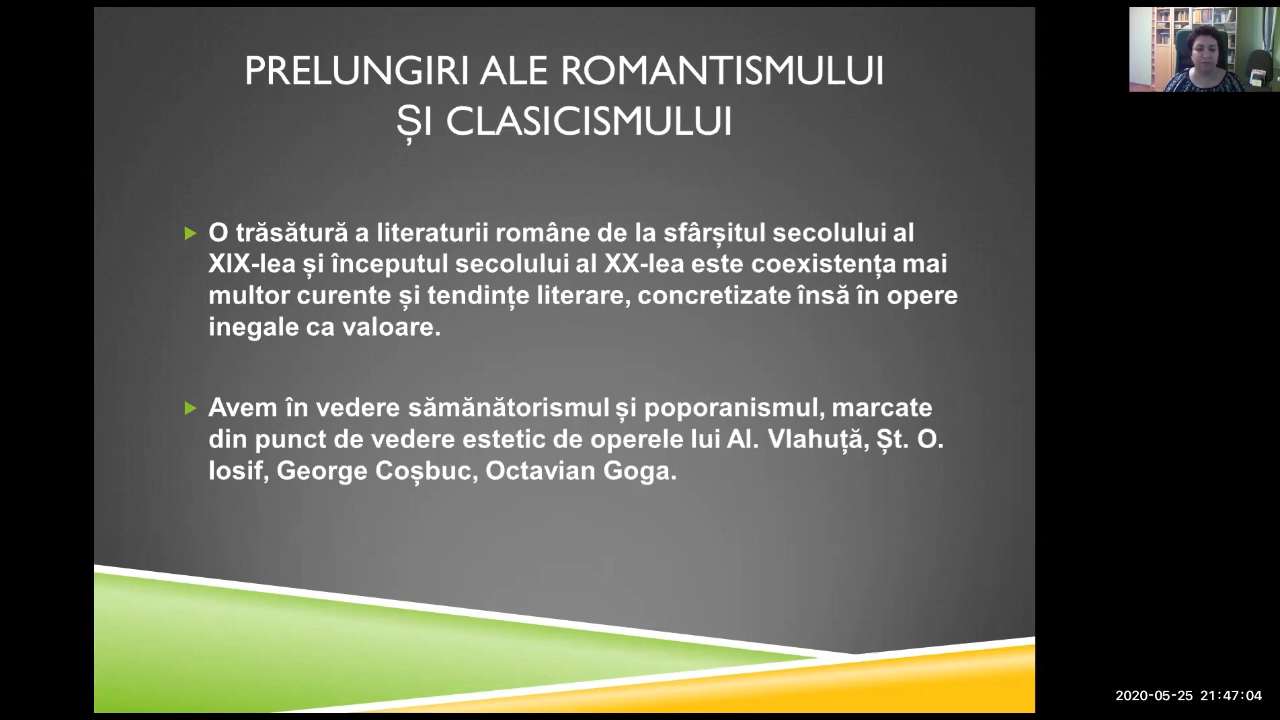 PRELUNGIRI ALE ROMANTISMULUI
ȘI CLASICISMULUI
O trăsătură a literaturii române de la sfârșitul secolului al
XIX-lea și începutul secolului al XX-lea este coexistența mai
multor curente și tendințe literare, concretizate însă în opere
inegale ca valoare.
Avem în vedere sămănătorismul și poporanismul, marcate
din punct de vedere estetic de operele lui Al. Vlahuță, Șt. O.
Iosif, George Coșbuc, Octavian Goga.
2020-05-25 21:47:04